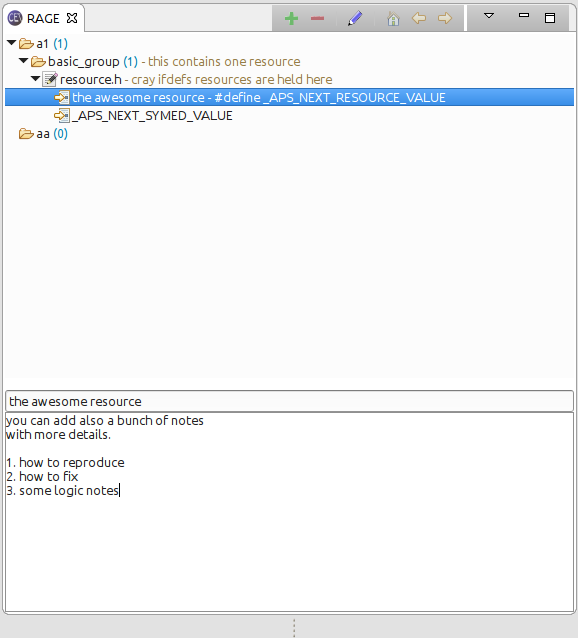 RAGE
a1 (1)
basic_group (1) - this contains one resource
resource.h - cray ifdefs resources are held here
the awesome resource - #define _APS_NEXT_RESOURCE_VALUE
_APS_NEXT_SYMED_VALUE
aa (0)
the awesome resource
you can add also a bunch of notes
with more details.
1. how to reproduce
2. how to fix
3. some logic notes